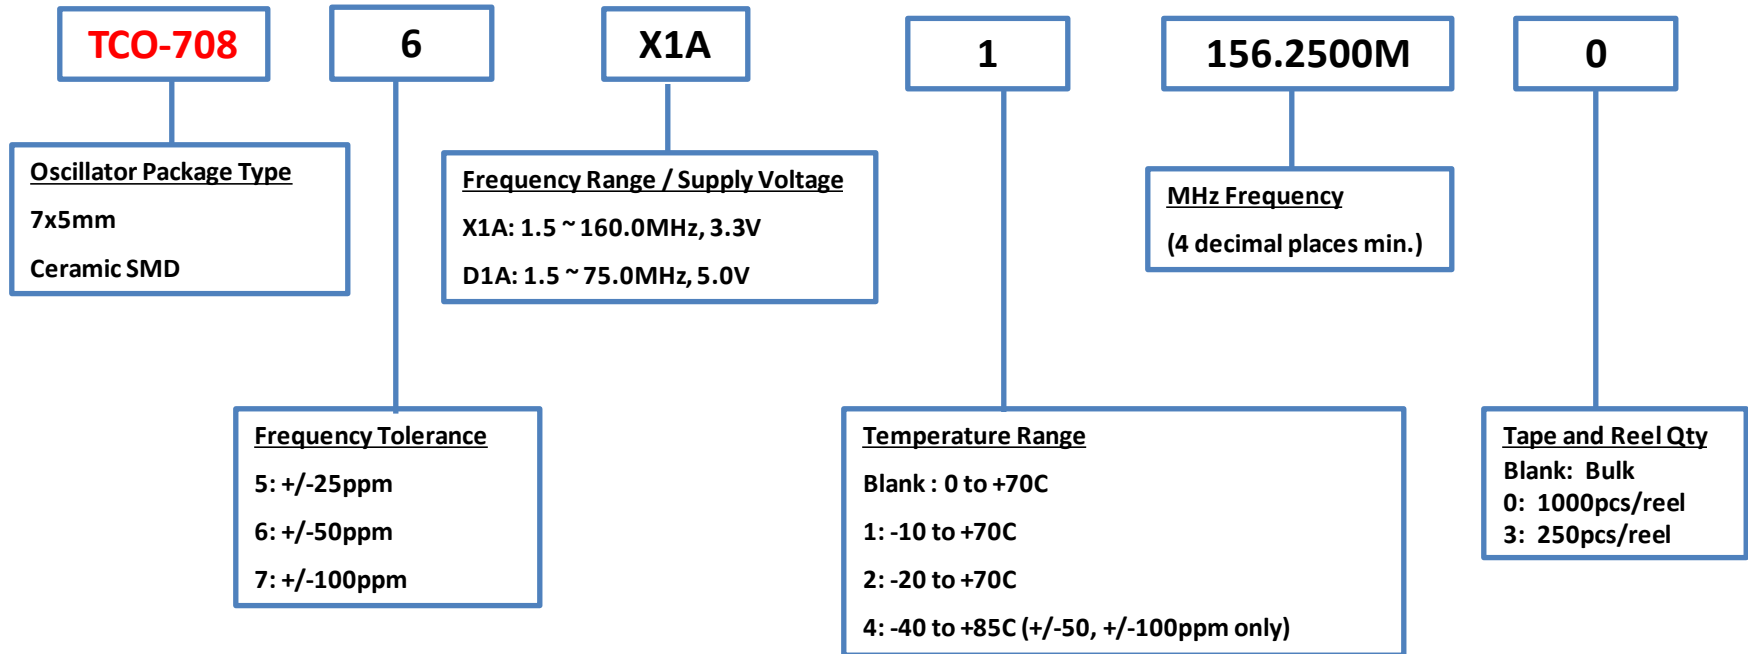 TCO-708
6
X1A
1
156.2500M
0
Oscillator Package Type
7x5mm
Ceramic SMD
Frequency Range / Supply Voltage
X1A: 1.5 ~ 160.0MHz, 3.3V
D1A: 1.5 ~ 75.0MHz, 5.0V
MHz Frequency
(4 decimal places min.)
Frequency Tolerance
5: +/-25ppm
6: +/-50ppm
7: +/-100ppm
Temperature Range
Blank : 0 to +70C
1: -10 to +70C
2: -20 to +70C
4: -40 to +85C (+/-50, +/-100ppm only)
Tape and Reel Qty
Blank: Bulk
0: 1000pcs/reel
3: 250pcs/reel